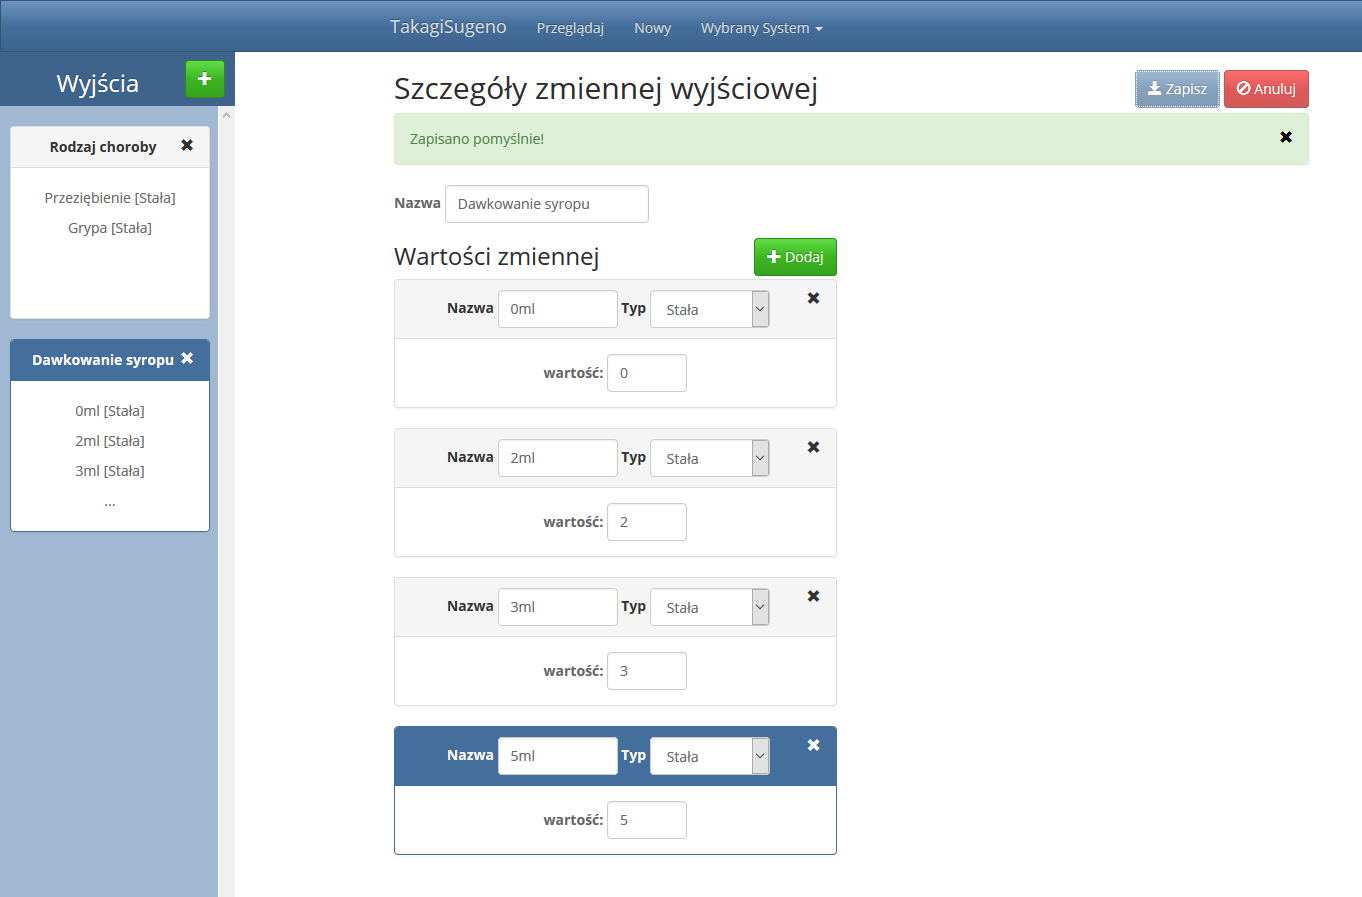 TakagiSugeno Przeglądaj Nowy Wybrany System
Wyjścia
Rodzaj choroby
Przeziębienie [Stała]
Grypa [Stała]
Dawkowanie syropu
0ml [Stała]
2ml [Stała]
3ml [Stała]
...
Szczegóły zmiennej wyjściowej
Zapisz Anuluj
Zapisano pomyślnie!
Nazwa Dawkowanie syropu
Wartości zmiennej Dodaj
Nazwa 0ml Typ Stała
wartość: 0
Nazwa 2ml Typ Stała
wartość: 2
Nazwa 3ml Typ Stała
wartość: 3
Nazwa 5ml Typ Stała
wartość: 5